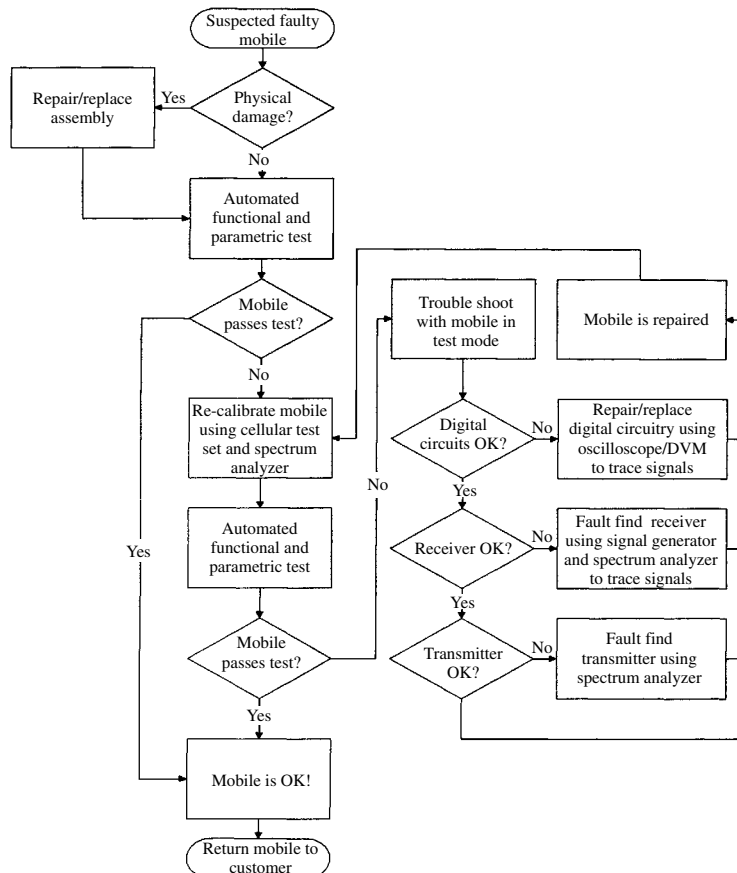 Suspected faulty
mobile
Physical
damage?
Yes
Repair/replace
assembly
No
Automated
functional and
parametric test
Mobile
passes test?
No
Yes
Re-calibrate mobile
using cellular test
set and spectrum
analyzer
Automated
functional and
parametric test
Mobile
passes test?
No
Yes
Mobile is OK!
Return mobile to
customer
Trouble shoot
with mobile in
test mode
Mobile is repaired
Digital
circuits OK?
No
Repair/replace
digital circuitry using
oscilloscope/DVM
to trace signals
Yes
Receiver OK?
No
Fault find receiver
using signal generator
and spectrum analyzer
to trace signals
Yes
Transmitter
OK?
No
Fault find
transmitter using
spectrum analyzer